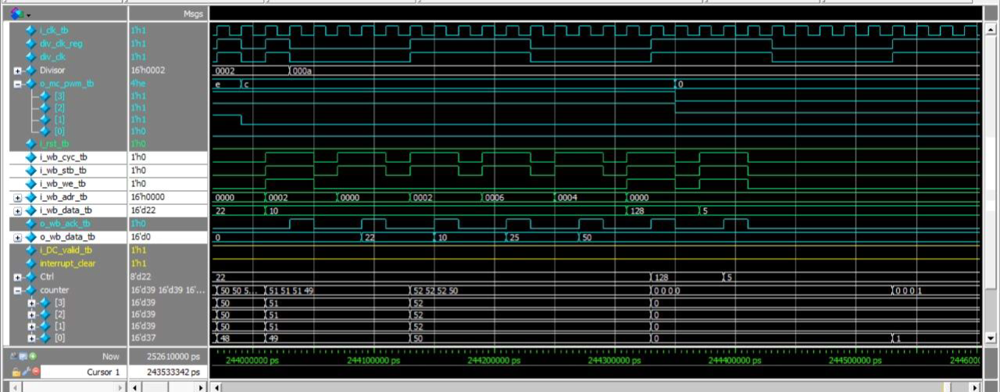 Msgs
i_clk_tb 1'h1
div_clk_reg 1'h1
div_clk 1'h1
Divisor 16'h0002 0002 000a
o_mc_pwm_tb 4'he e c 0
[3] 1'h1
[2] 1'h1
[1] 1'h1
[0] 1'h0
i_rst_tb 1'h0
i_wb_cyc_tb 1'h0
i_wb_stb_tb 1'h0
i_wb_we_tb 1'h0
i_wb_adr_tb 16'h0000 0000 0002 0000 0002 0006 0004 0000
i_wb_data_tb 16'd22 22 10 128 5
o_wb_ack_tb 1'h0
o_wb_data_tb 16'd0 0 22 10 25 50
i_DC_valid_tb 1'h1
interrupt_clear 1'h1
Ctrl 8'd22 22 128 5
counter 16'd39 16'd39 16'... 50 50 5... 51 51 51 49 52 52 52 50 0 0 0 0 0 0 0 1
[3] 16'd39 50 51 52 0
[2] 16'd39 50 51 52 0
[1] 16'd39 50 51 52 0
[0] 16'd37 48 49 50 0 1
Now 252610000 ps 244000000 ps 244100000 ps 244200000 ps 244300000 ps 244400000 ps 244500000 ps 2446000
Cursor 1 243533342 ps